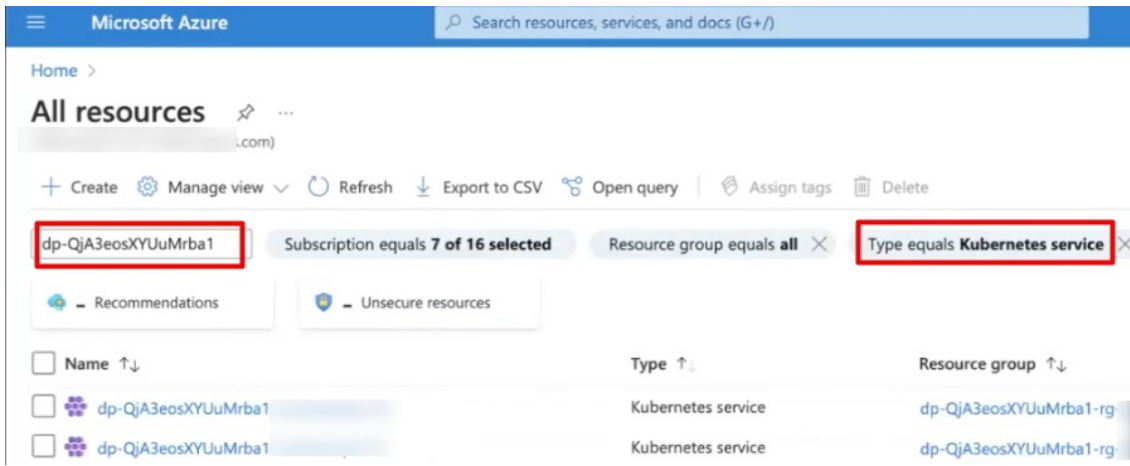 Microsoft Azure
Search resources, services, and docs (G+/)
Home >
All resources
.com)
+ Create Manage view Refresh Export to CSV Open query Assign tags Delete
dp-QjA3eosXYUuMrba1 Subscription equals 7 of 16 selected Resource group equals all Type equals Kubernetes service
– Recommendations – Unsecure resources
Name Type Resource group
dp-QjA3eosXYUuMrba1 Kubernetes service dp-QjA3eosXYUuMrba1-rg-
dp-QjA3eosXYUuMrba1 Kubernetes service dp-QjA3eosXYUuMrba1-rg-